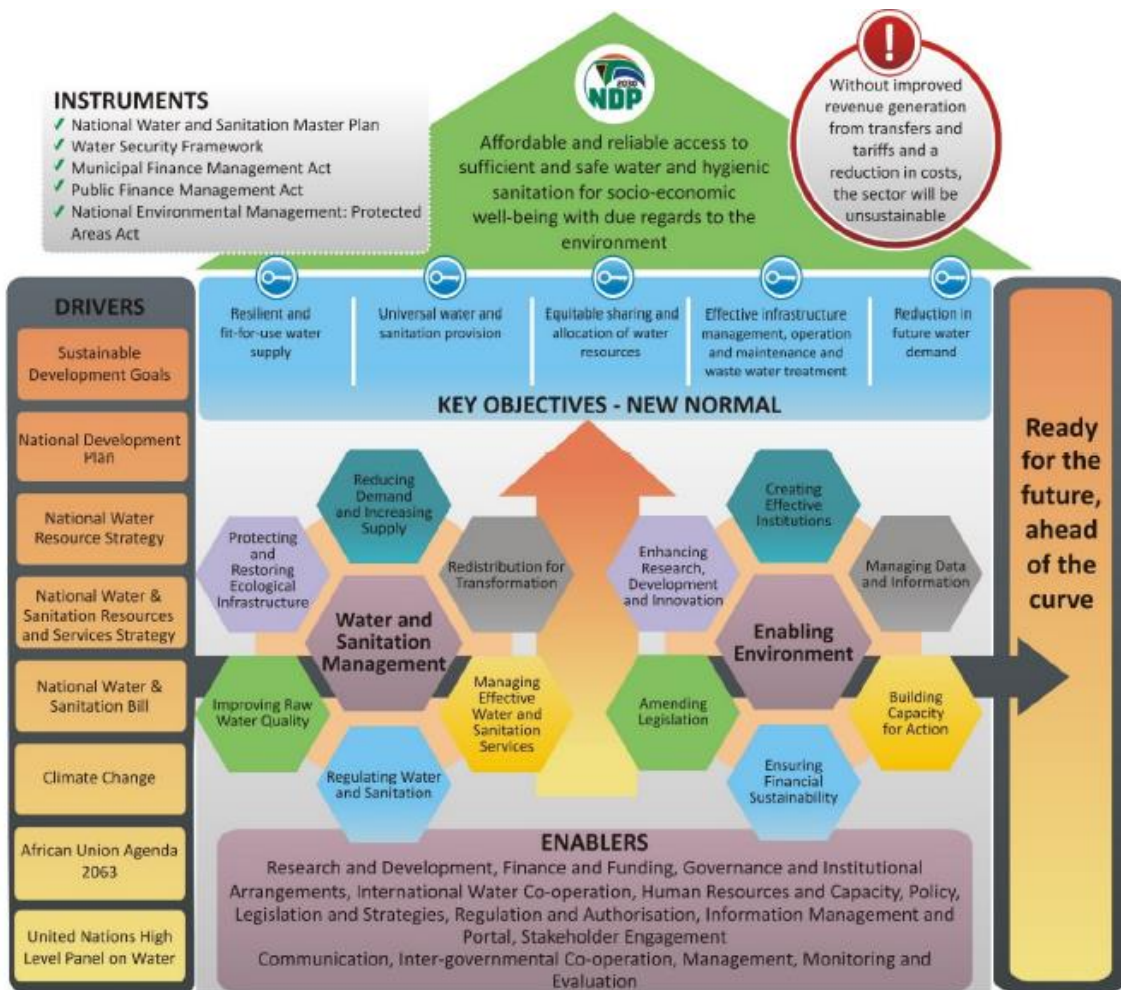 INSTRUMENTS
✓ National Water and Sanitation Master Plan
✓ Water Security Framework
✓ Municipal Finance Management Act
✓ Public Finance Management Act
✓ National Environmental Management: Protected
Areas Act
2030
NDP
Affordable and reliable access to
sufficient and safe water and hygienic
sanitation for socio-economic
well-being with due regards to the
environment
!
Without improved
revenue generation
from transfers and
tariffs and a
reduction in costs,
the sector will be
unsustainable
DRIVERS
Sustainable
Development Goals
National Development
Plan
National Water
Resource Strategy
National Water &
Sanitation Resources
and Services Strategy
National Water &
Sanitation Bill
Climate Change
African Union Agenda
2063
United Nations High
Level Panel on Water
Resilient and
fit-for-use water
supply
Universal water and
sanitation provision
Equitable sharing and
allocation of water
resources
Effective infrastructure
management, operation
and maintenance and
waste water treatment
Reduction in
future water
demand
KEY OBJECTIVES - NEW NORMAL
Reducing
Demand
and Increasing
Supply
Protecting
and
Restoring
Ecological
Infrastructure
Redistribution for
Transformation
Water and
Sanitation
Management
Improving Raw
Water Quality
Managing
Effective
Water and
Sanitation
Services
Regulating Water
and Sanitation
Creating
Effective
Institutions
Enhancing
Research,
Development
and Innovation
Managing Data
and Information
Enabling
Environment
Amending
Legislation
Building
Capacity
for Action
Ensuring
Financial
Sustainability
ENABLERS
Research and Development, Finance and Funding, Governance and Institutional
Arrangements, International Water Co-operation, Human Resources and Capacity, Policy,
Legislation and Strategies, Regulation and Authorisation, Information Management and
Portal, Stakeholder Engagement
Communication, Inter-governmental Co-operation, Management, Monitoring and
Evaluation
Ready
for the
future,
ahead
of the
curve